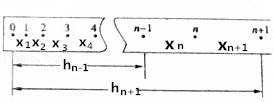 0 1 2 3 4 n-1 n n+1
x1 x2 x3 x4 xn xn+1
hn-1
hn+1